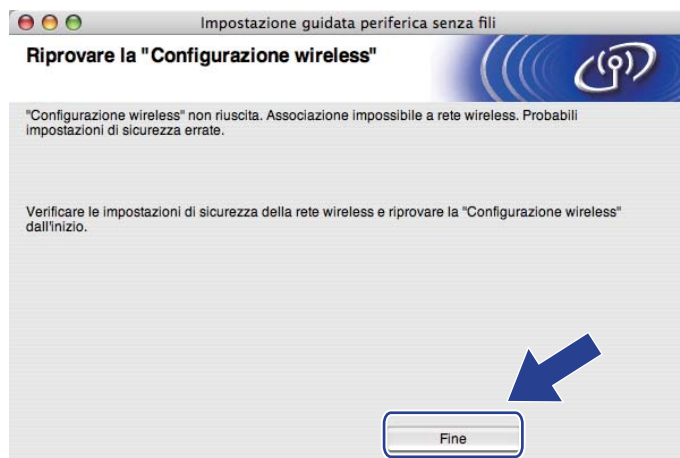 Impostazione guidata periferica senza fili
Riprovare la "Configurazione wireless"
"Configurazione wireless" non riuscita. Associazione impossibile a rete wireless. Probabili
impostazioni di sicurezza errate.
Verificare le impostazioni di sicurezza della rete wireless e riprovare la "Configurazione wireless"
dall'inizio.
Fine